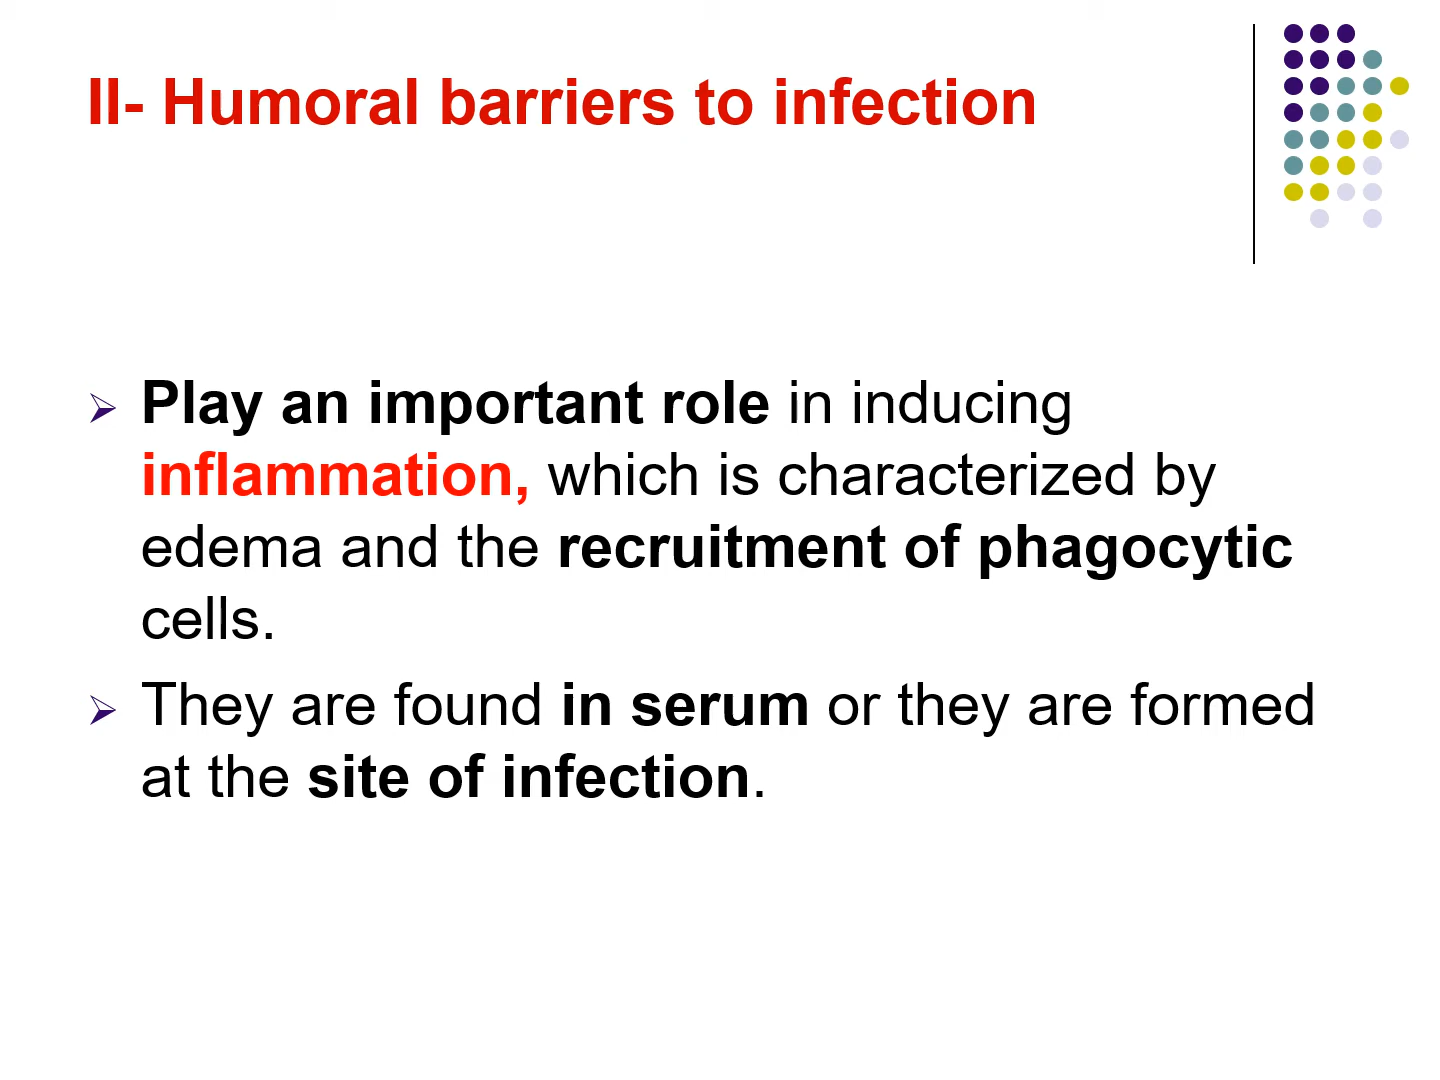 II- Humoral barriers to infection
Play an important role in inducing
inflammation, which is characterized by
edema and the recruitment of phagocytic
cells.
They are found in serum or they are formed
at the site of infection.